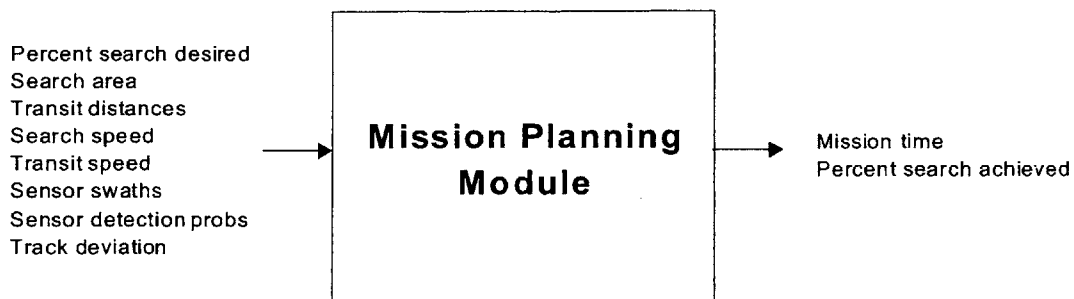 Percent search desired
Search area
Transit distances
Search speed
Transit speed
Sensor swaths
Sensor detection probs
Track deviation
Mission Planning
Module
Mission time
Percent search achieved